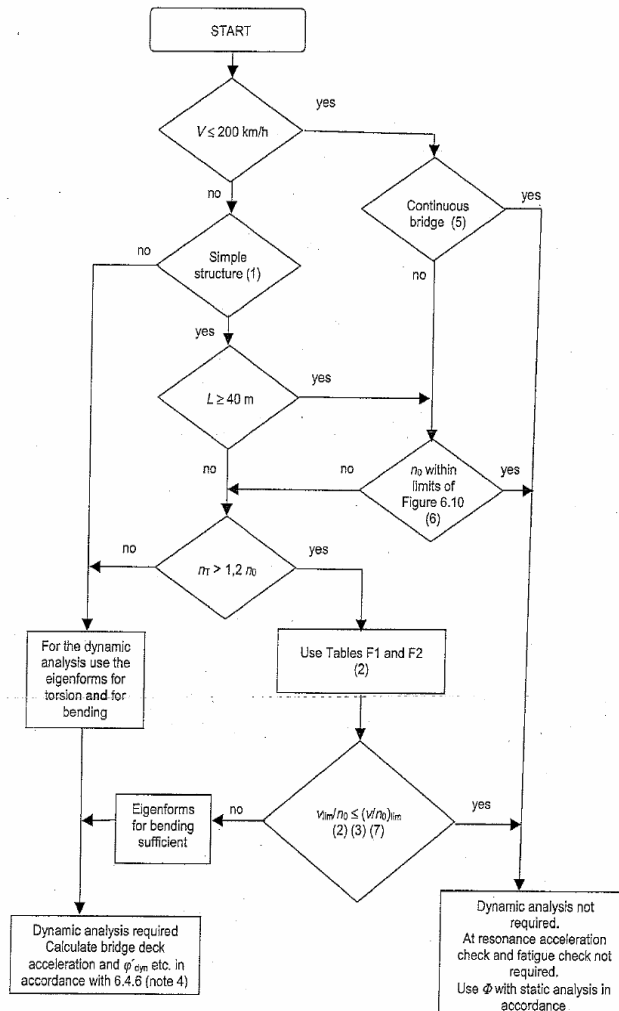 START
yes
V ≤ 200 km/h
no
Continuous
bridge (5)
yes
no
Simple
structure (1)
no
yes
L ≥ 40 m
yes
no
no
n₀ within
limits of
Figure 6.10
(6)
yes
no
n_T > 1,2 n₀
yes
For the dynamic
analysis use the
eigenforms for
torsion and for
bending
Use Tables F1 and F2
(2)
Eigenforms
for bending
sufficient
no
v_lim/n₀ ≤ (v/n₀)_lim
(2) (3) (7)
yes
Dynamic analysis required
Calculate bridge deck
acceleration and φ'_dyn etc. in
accordance with 6.4.6 (note 4)
Dynamic analysis not
required.
At resonance acceleration
check and fatigue check not
required.
Use Φ with static analysis in
accordance